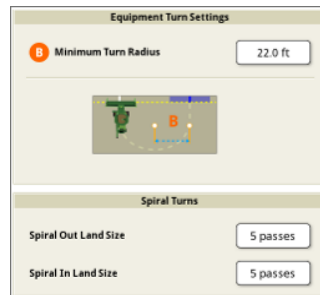 Equipment Turn Settings
B Minimum Turn Radius 22.0 ft
B
Spiral Turns
Spiral Out Land Size 5 passes
Spiral In Land Size 5 passes